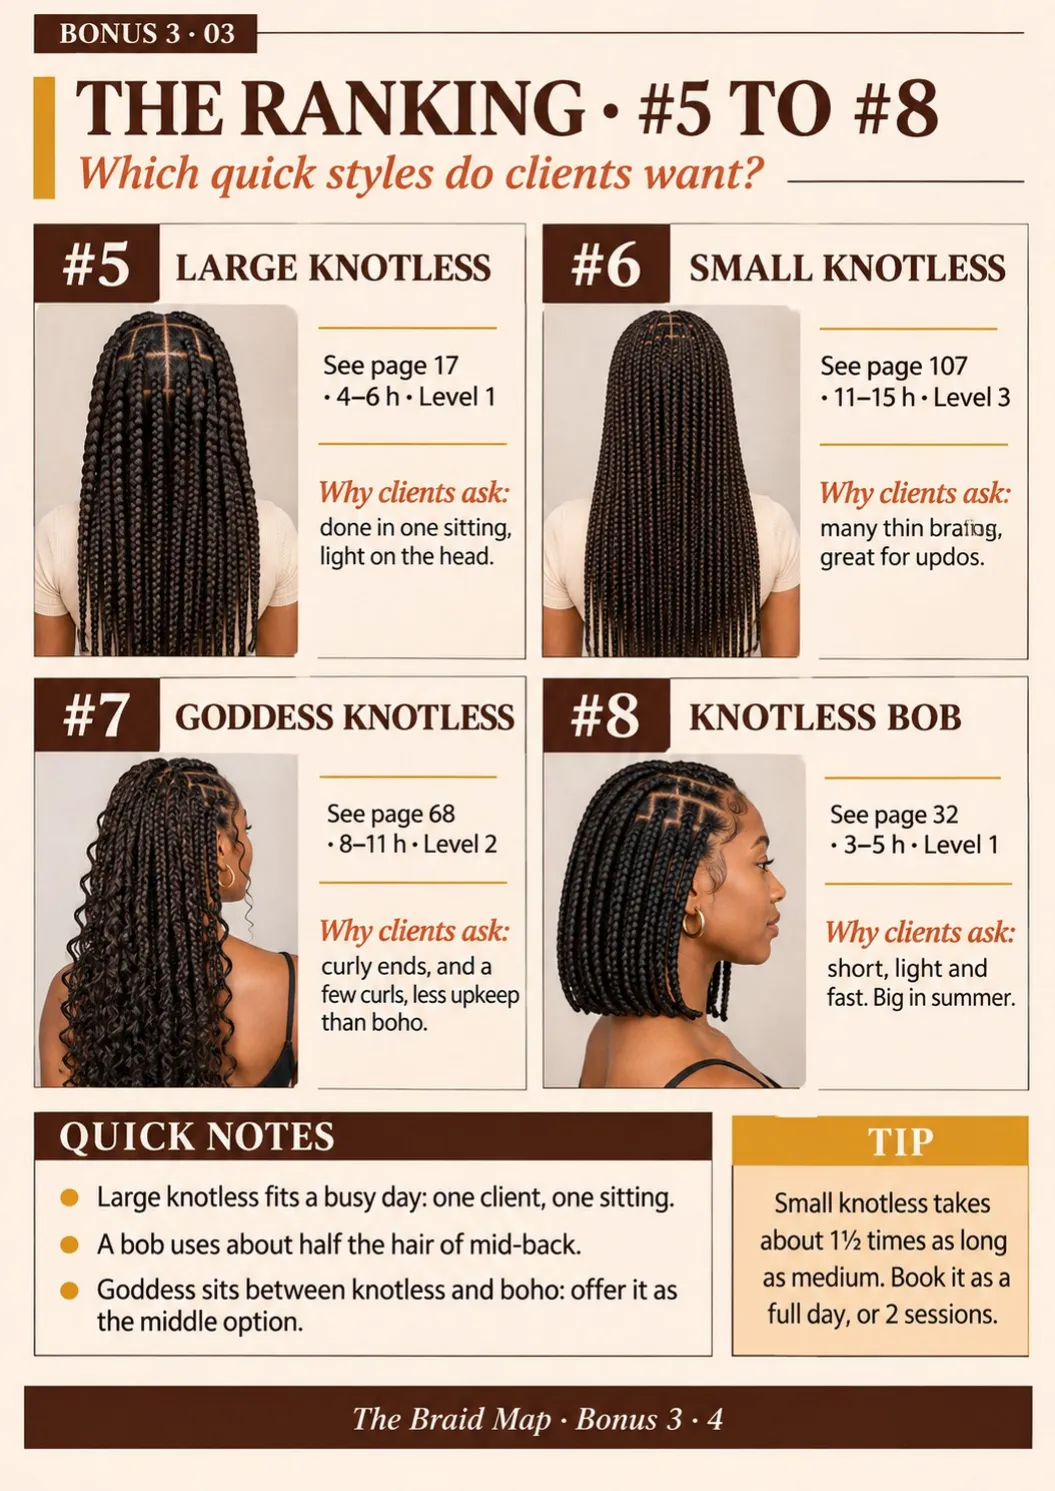 BONUS 3 · 03
THE RANKING · #5 TO #8
Which quick styles do clients want?
#5 LARGE KNOTLESS
See page 17
· 4–6 h · Level 1
Why clients ask:
done in one sitting,
light on the head.
#6 SMALL KNOTLESS
See page 107
· 11–15 h · Level 3
Why clients ask:
many thin
great for updos.
#7 GODDESS KNOTLESS
See page 68
· 8–11 h · Level 2
Why clients ask:
curly ends, and a
few curls, less upkeep
than boho.
#8 KNOTLESS BOB
See page 32
· 3–5 h · Level 1
Why clients ask:
short, light and
fast. Big in summer.
QUICK NOTES
Large knotless fits a busy day: one client, one sitting.
A bob uses about half the hair of mid-back.
Goddess sits between knotless and boho: offer it as
the middle option.
TIP
Small knotless takes
about 1½ times as long
as medium. Book it as a
full day, or 2 sessions.
The Braid Map · Bonus 3 · 4